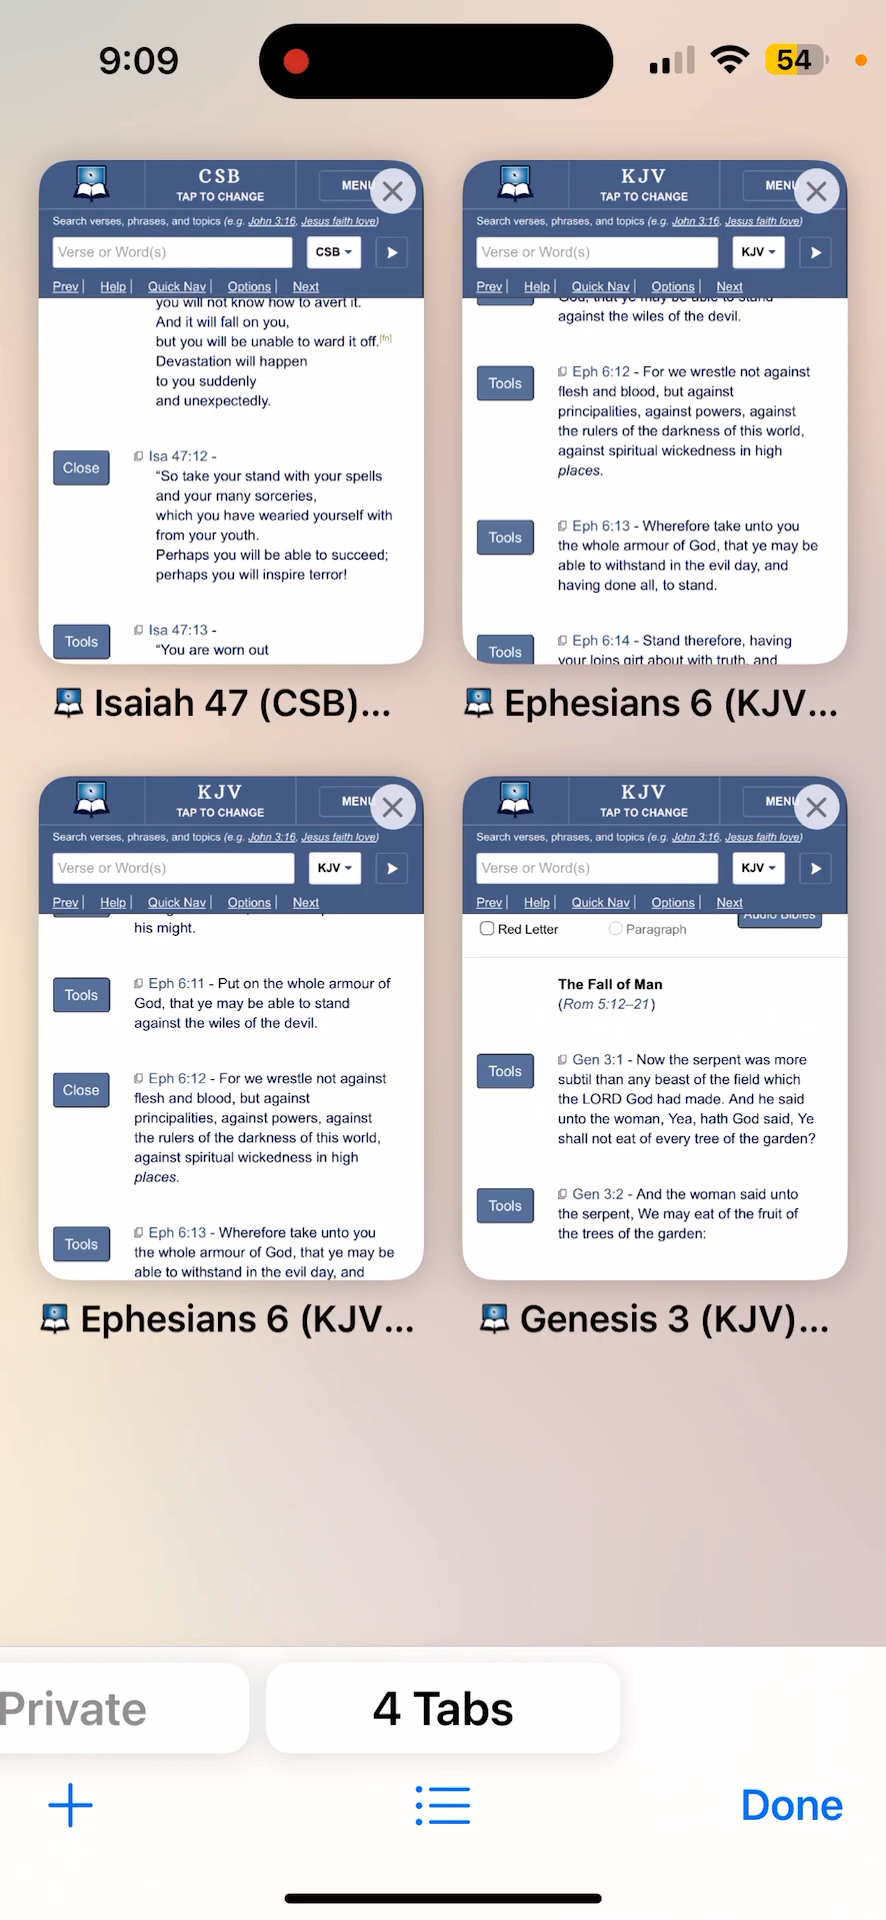 9:09
54
CSB
TAP TO CHANGE
MENU
Search verses, phrases, and topics (e.g. John 3:16, Jesus faith love)
Verse or Word(s)
CSB
Prev | Help | Quick Nav | Options | Next
you will not know how to avert it.
And it will fall on you,
but you will be unable to ward it off.[fn]
Devastation will happen
to you suddenly
and unexpectedly.
Close
Isa 47:12 -
“So take your stand with your spells
and your many sorceries,
which you have wearied yourself with
from your youth.
Perhaps you will be able to succeed;
perhaps you will inspire terror!
Tools
Isa 47:13 -
“You are worn out
Isaiah 47 (CSB)...
KJV
TAP TO CHANGE
MENU
Search verses, phrases, and topics (e.g. John 3:16, Jesus faith love)
Verse or Word(s)
KJV
Prev | Help | Quick Nav | Options | Next
God, that ye may be able to stand
against the wiles of the devil.
Tools
Eph 6:12 - For we wrestle not against
flesh and blood, but against
principalities, against powers, against
the rulers of the darkness of this world,
against spiritual wickedness in high
places.
Tools
Eph 6:13 - Wherefore take unto you
the whole armour of God, that ye may be
able to withstand in the evil day, and
having done all, to stand.
Tools
Eph 6:14 - Stand therefore, having
your loins girt about with truth, and
Ephesians 6 (KJV...
KJV
TAP TO CHANGE
MENU
Search verses, phrases, and topics (e.g. John 3:16, Jesus faith love)
Verse or Word(s)
KJV
Prev | Help | Quick Nav | Options | Next
his might.
Tools
Eph 6:11 - Put on the whole armour of
God, that ye may be able to stand
against the wiles of the devil.
Close
Eph 6:12 - For we wrestle not against
flesh and blood, but against
principalities, against powers, against
the rulers of the darkness of this world,
against spiritual wickedness in high
places.
Tools
Eph 6:13 - Wherefore take unto you
the whole armour of God, that ye may be
able to withstand in the evil day, and
Ephesians 6 (KJV...
KJV
TAP TO CHANGE
MENU
Search verses, phrases, and topics (e.g. John 3:16, Jesus faith love)
Verse or Word(s)
KJV
Prev | Help | Quick Nav | Options | Next
Audio Bibles
Red Letter
Paragraph
The Fall of Man
(Rom 5:12–21)
Tools
Gen 3:1 - Now the serpent was more
subtil than any beast of the field which
the LORD God had made. And he said
unto the woman, Yea, hath God said, Ye
shall not eat of every tree of the garden?
Tools
Gen 3:2 - And the woman said unto
the serpent, We may eat of the fruit of
the trees of the garden:
Genesis 3 (KJV)...
Private
4 Tabs
Done